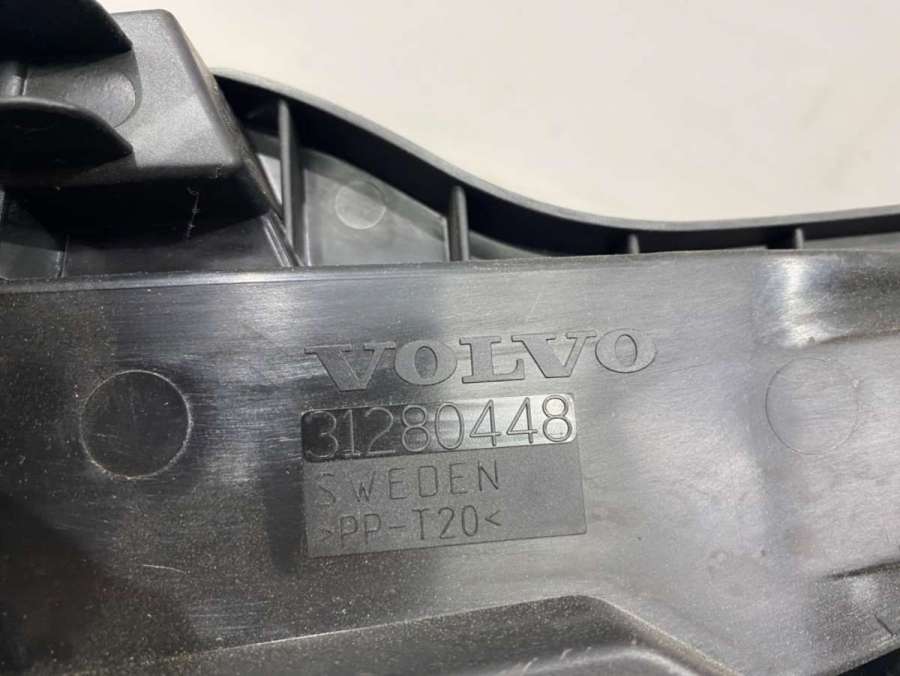 VOLVO
31280448
SWEDEN
>PP-T20<